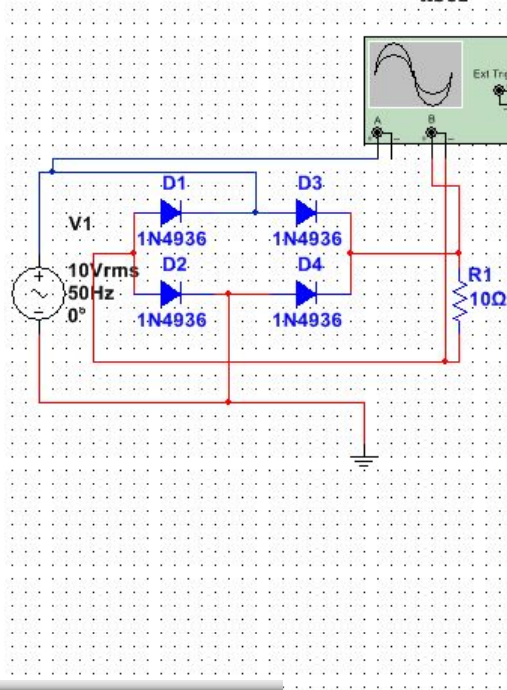 Ext Trig
A
B
D1
D3
V1
1N4936
1N4936
10Vrms
D2
D4
R1
50Hz
10Ω
0°
1N4936
1N4936